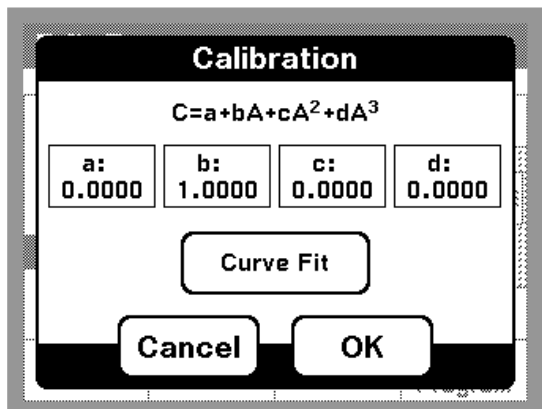 Calibration
C=a+bA+cA²+dA³
a: b: c: d:
0.0000 1.0000 0.0000 0.0000
Curve Fit
Cancel OK